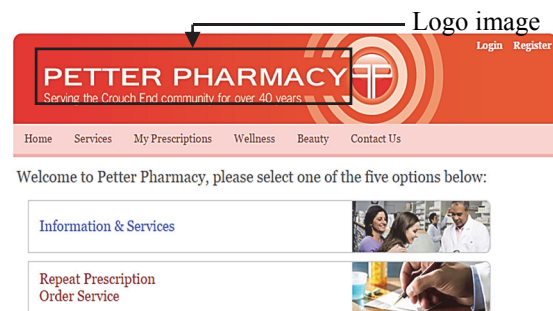 Logo image
Login Register
PETTER PHARMACY
Serving the Crouch End community for over 40 years
Home Services My Prescriptions Wellness Beauty Contact Us
Welcome to Petter Pharmacy, please select one of the five options below:
Information & Services
Repeat Prescription
Order Service